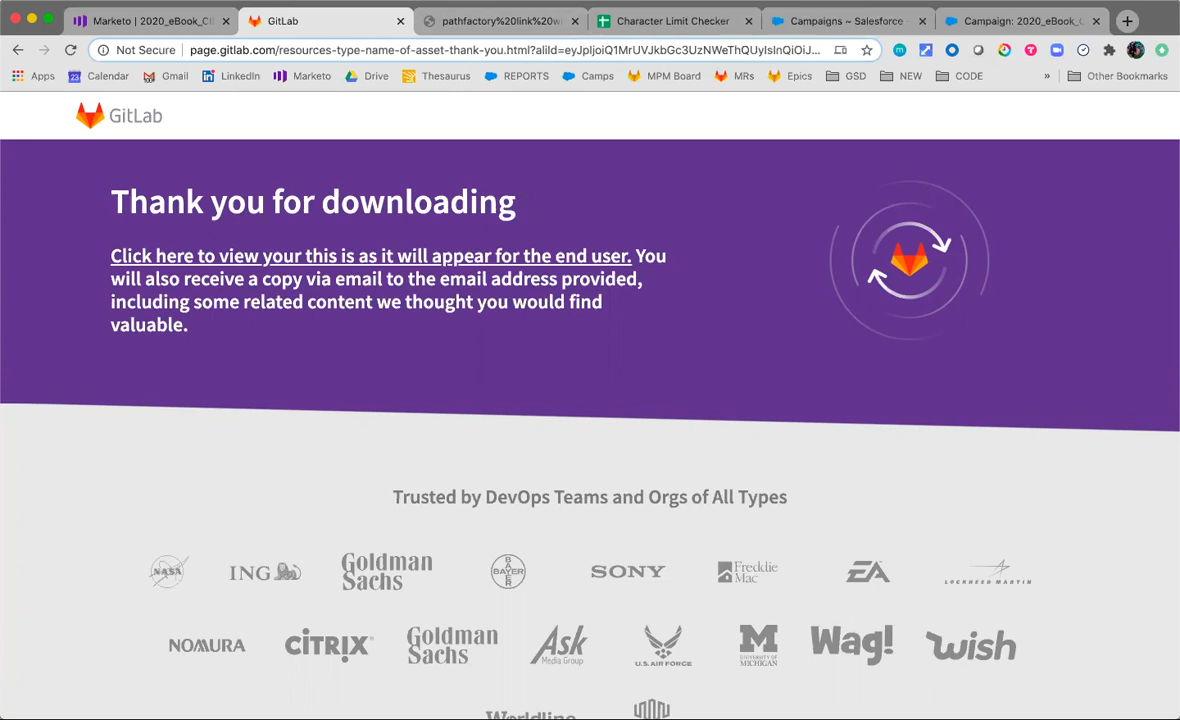 Marketo | 2020_eBook_CI
GitLab
pathfactory%20link%20w
Character Limit Checker
Campaigns ~ Salesforce
Campaign: 2020_eBook_
Not Secure
page.gitlab.com/resources-type-name-of-asset-thank-you.html?aliId=eyJpIjoiQ1MrUVJkbGc3UzNWeThQUyIsInQiOiJ...
Apps
Calendar
Gmail
LinkedIn
Marketo
Drive
Thesaurus
REPORTS
Camps
MPM Board
MRs
Epics
GSD
NEW
CODE
»
Other Bookmarks
GitLab
Thank you for downloading
Click here to view your this is as it will appear for the end user. You
will also receive a copy via email to the email address provided,
including some related content we thought you would find
valuable.
Trusted by DevOps Teams and Orgs of All Types
NASA
ING
Goldman
Sachs
BAYER
BAYER
SONY
Freddie
Mac
EA
LOCKHEED MARTIN
NOMURA
CİTRIX
Goldman
Sachs
Ask
Media Group
U.S. AIR FORCE
M
UNIVERSITY OF
MICHIGAN
Wag!
wish
Worldline